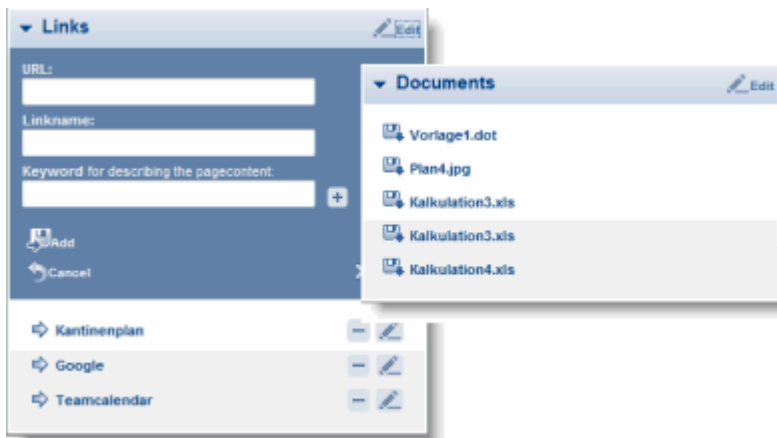 Links
Edit
URL:
Linkname:
Keyword for describing the pagecontent:
Add
Cancel
Kantinenplan
Google
Teamcalendar
Documents
Edit
Vorlage1.dot
Plan4.jpg
Kalkulation3.xls
Kalkulation3.xls
Kalkulation4.xls